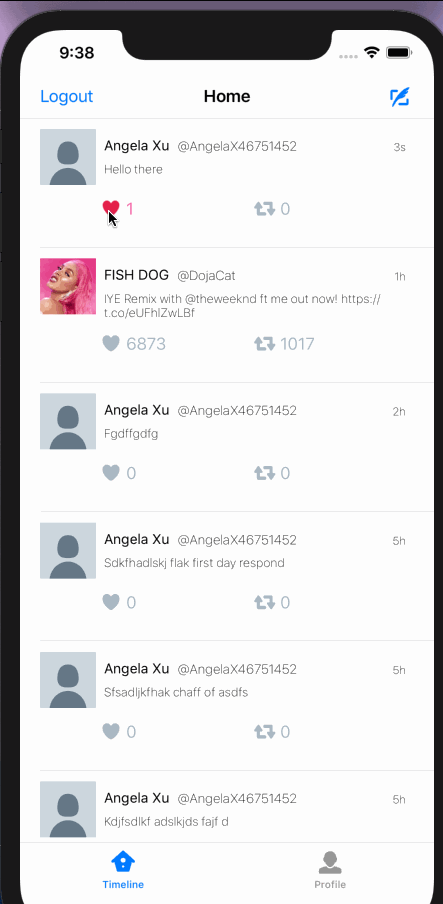 9:38
Logout Home
Angela Xu @AngelaX46751452 3s
Hello there
1 0
FISH DOG @DojaCat 1h
IYE Remix with @theweeknd ft me out now! https://
t.co/eUFhlZwLBf
6873 1017
Angela Xu @AngelaX46751452 2h
Fgdffgdfg
0 0
Angela Xu @AngelaX46751452 5h
Sdkfhadlskj flak first day respond
0 0
Angela Xu @AngelaX46751452 5h
Sfsadljkfhak chaff of asdfs
0 0
Angela Xu @AngelaX46751452 5h
Kdjfsdlkf adslkjds fajf d
Timeline Profile